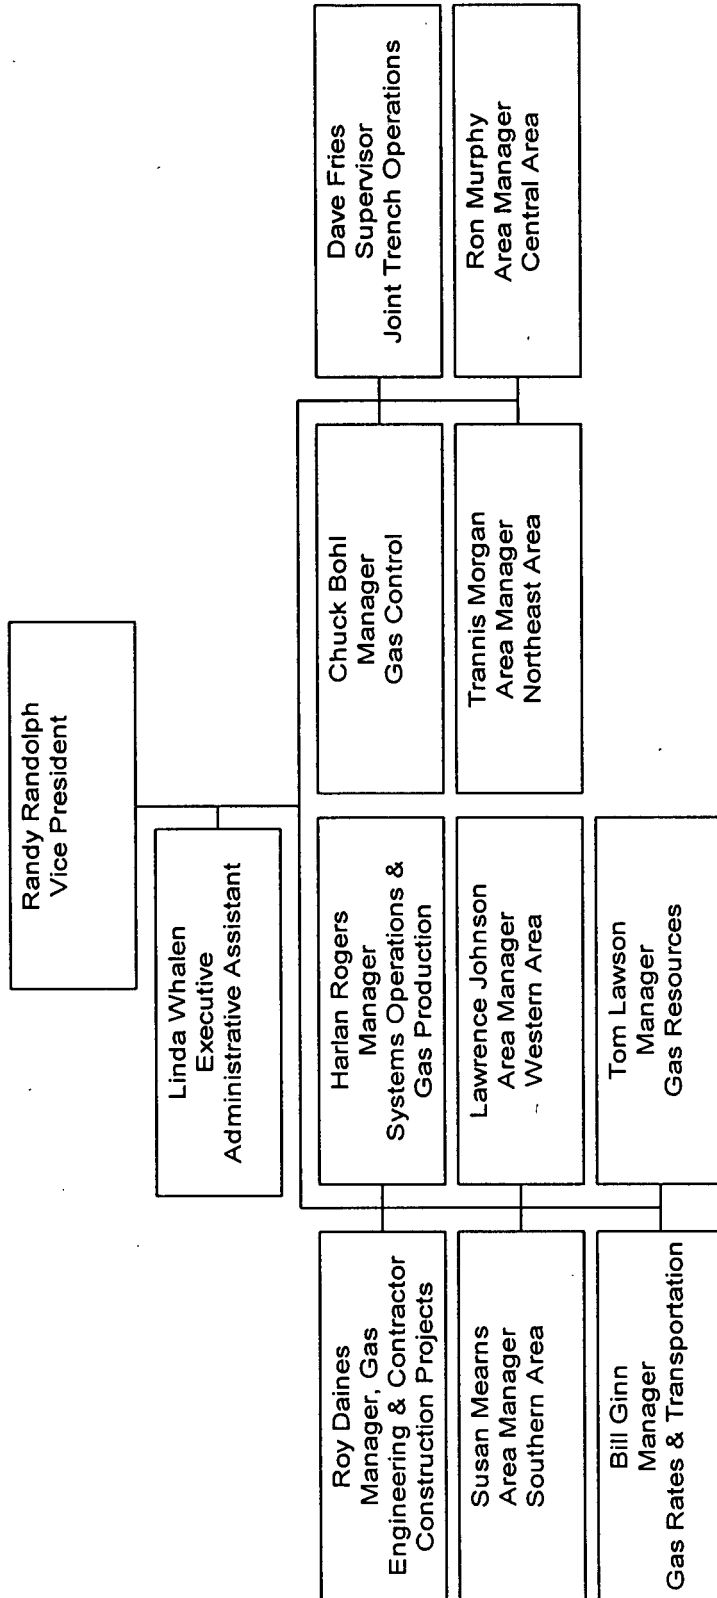 Randy Randolph
Vice President
Linda Whalen
Executive
Administrative Assistant
Roy Daines
Manager, Gas
Engineering & Contractor
Construction Projects
Harlan Rogers
Manager
Systems Operations &
Gas Production
Chuck Bohl
Manager
Gas Control
Dave Fries
Supervisor
Joint Trench Operations
Susan Mearns
Area Manager
Southern Area
Lawrence Johnson
Area Manager
Western Area
Trannis Morgan
Area Manager
Northeast Area
Ron Murphy
Area Manager
Central Area
Bill Ginn
Manager
Gas Rates & Transportation
Tom Lawson
Manager
Gas Resources